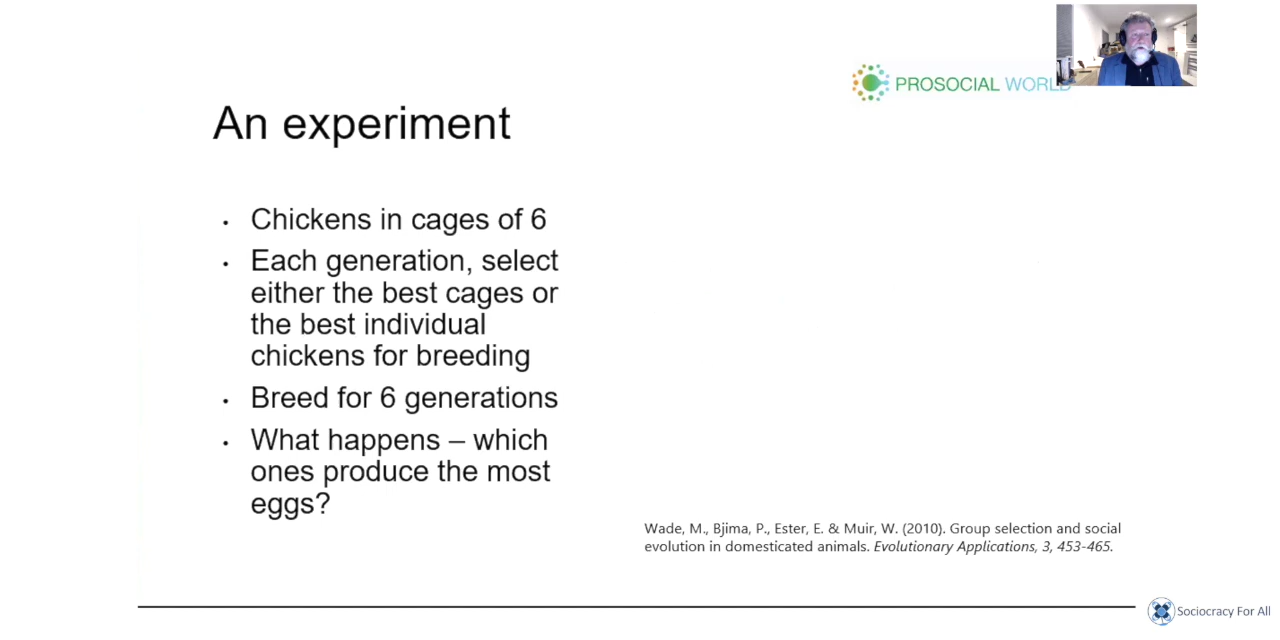 PROSOCIAL WORLD
An experiment
• Chickens in cages of 6
• Each generation, select
either the best cages or
the best individual
chickens for breeding
• Breed for 6 generations
• What happens – which
ones produce the most
eggs?
Wade, M., Bjima, P., Ester, E. & Muir, W. (2010). Group selection and social
evolution in domesticated animals. Evolutionary Applications, 3, 453-465.
Sociocracy For All